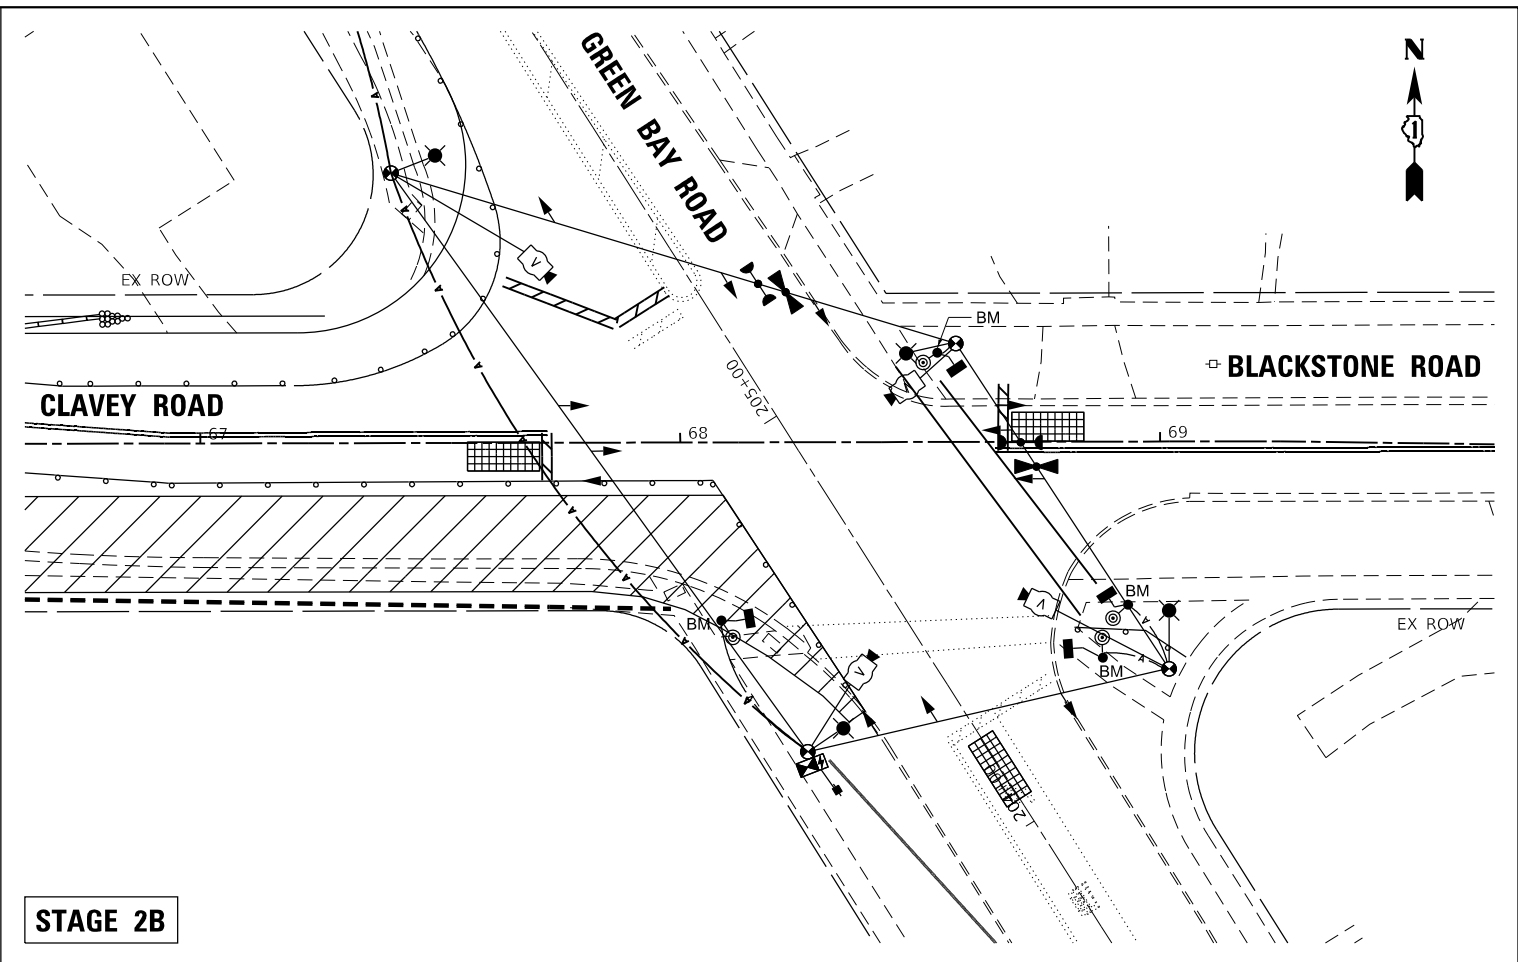 GREEN BAY ROAD
N
1
V
EX ROW
BM
V
BLACKSTONE ROAD
205+00
CLAVEY ROAD
67
68
69
V
BM
BM
BM
EX ROW
V
STAGE 2B